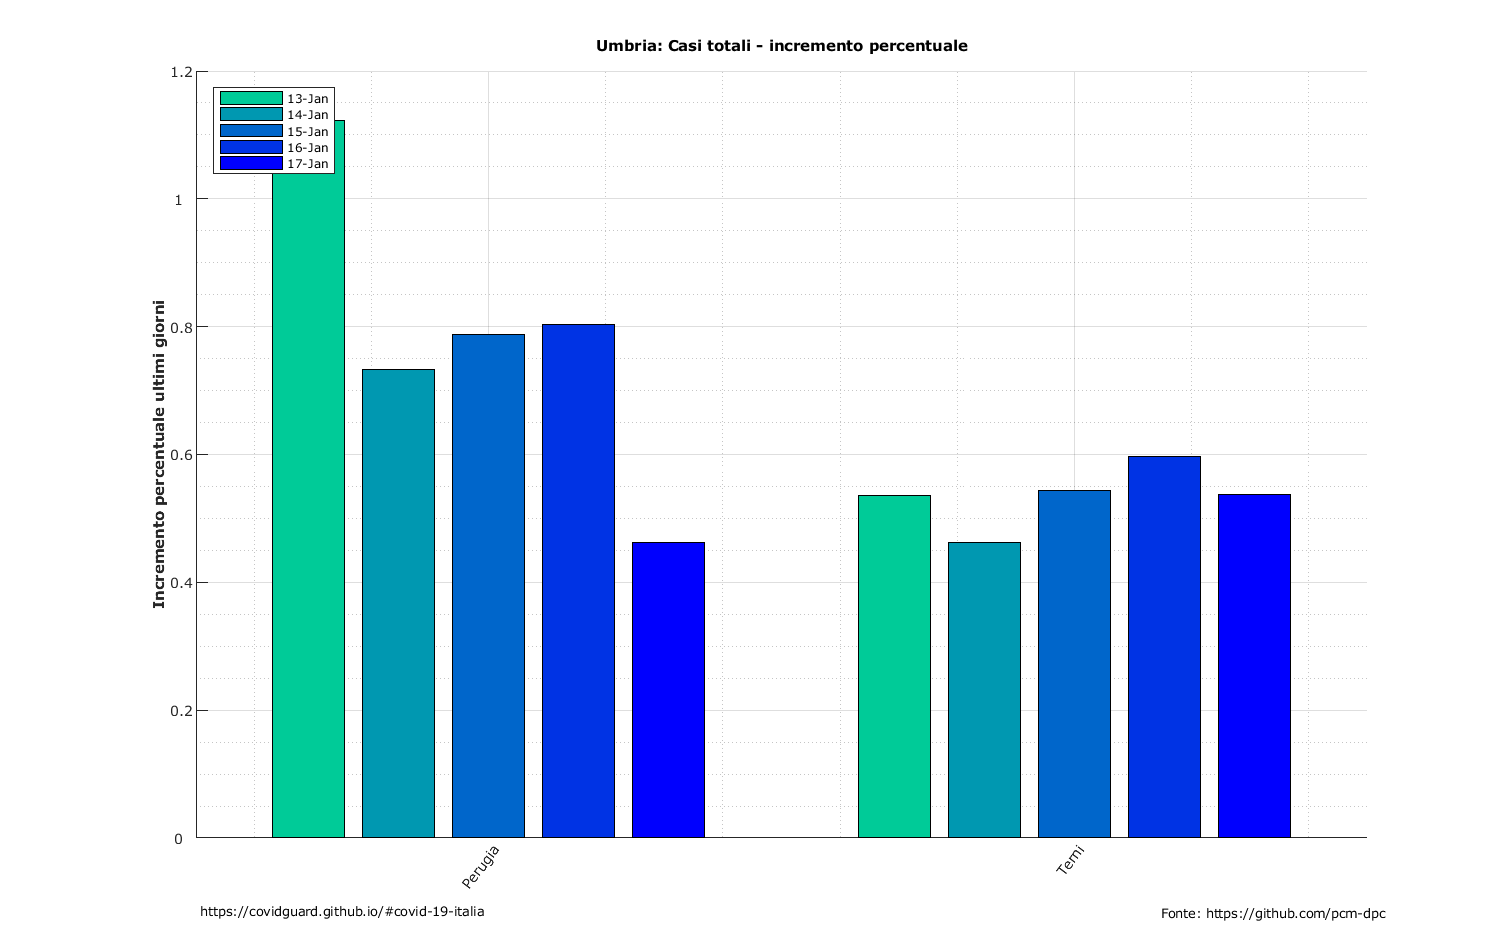 Umbria: Casi totali - incremento percentuale
1.2
1
0.8
0.6
0.4
0.2
0
Incremento percentuale ultimi giorni
13-Jan
14-Jan
15-Jan
16-Jan
17-Jan
Perugia
Terni
https://covidguard.github.io/#covid-19-italia
Fonte: https://github.com/pcm-dpc